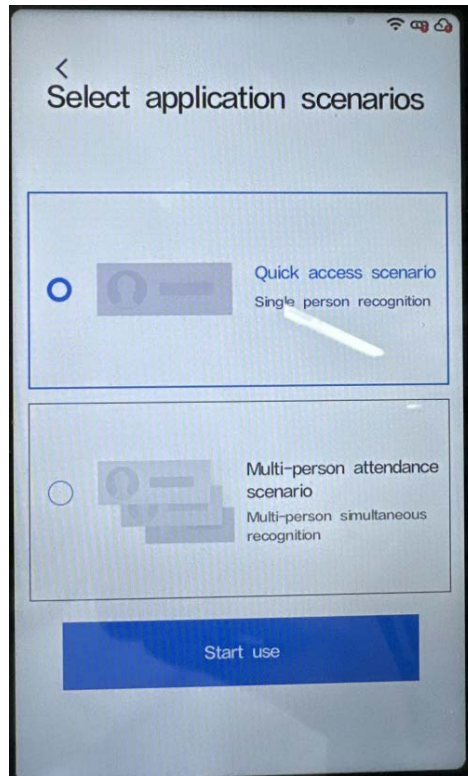 Select application scenarios
Quick access scenario
Single person recognition
Multi-person attendance
scenario
Multi-person simultaneous
recognition
Start use